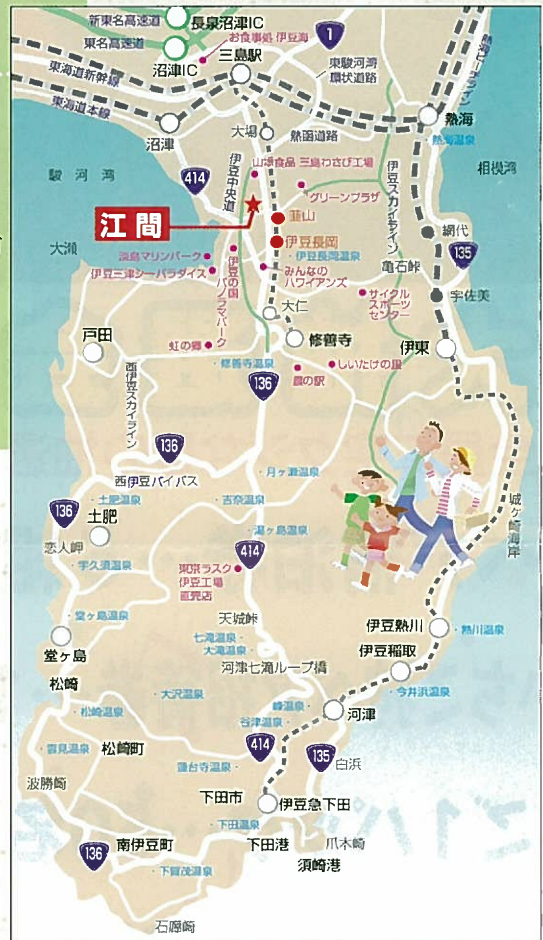 新東名高速道路
長泉沼津IC
東名高速道路
沼津IC
お食事処 伊豆海
1
三島駅
東駿河湾
環状道路
東海道新幹線
東海道本線
沼津
大場
熱函道路
熱海
熱海温泉
相模湾
駿河湾
414
伊豆中央道
山本食品 三島わさび工場
グリーンプラザ
伊豆スカイライン
江間
韮山
伊豆長岡
・伊豆長岡温泉
網代
135
大瀬
淡島マリンパーク
伊豆三津シーパラダイス
伊豆の国
パノラマパーク
みんなの
ハワイアンズ
亀石峠
宇佐美
サイクル
スポーツ
センター
大仁
戸田
修善寺
伊東
虹の郷
・修善寺温泉
しいたけの里
農の駅
西伊豆スカイライン
136
136
西伊豆バイパス
・月ヶ瀬温泉
・土肥温泉
・吉奈温泉
136
土肥
・湯ヶ島温泉
城ヶ崎海岸
恋人岬
414
・宇久須温泉
東京ラスク
伊豆工場
直売店
・堂ヶ島温泉
天城峠
伊豆熱川
・熱川温泉
堂ヶ島
七滝温泉・
大滝温泉・
伊豆稲取
河津七滝ループ橋
松崎
・今井浜温泉
・大沢温泉
峰温泉・
河津
・松崎温泉
谷津温泉・
・雲見温泉
松崎町
414
135
白浜
蓮台寺温泉・
波勝崎
下田市
伊豆急下田
・下田温泉
136
南伊豆町
下田港
爪木崎
須崎港
・下賀茂温泉
石廊崎